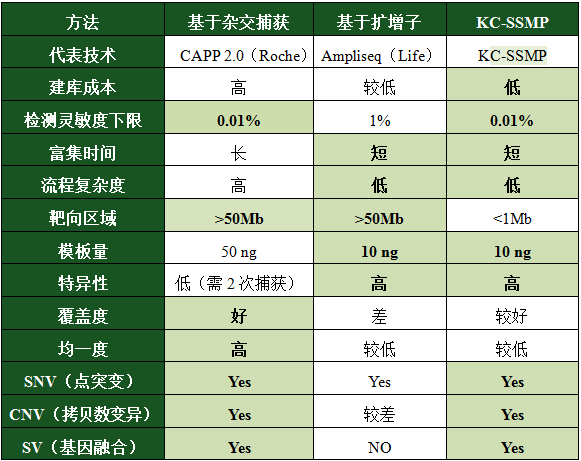 方法 基于杂交捕获 基于扩增子 KC-SSMP
代表技术 CAPP 2.0（Roche） Ampliseq（Life） KC-SSMP
建库成本 高 较低 低
检测灵敏度下限 0.01% 1% 0.01%
富集时间 长 短 短
流程复杂度 高 低 低
靶向区域 >50Mb >50Mb <1Mb
模板量 50 ng 10 ng 10 ng
特异性 低（需 2 次捕获） 高 高
覆盖度 好 差 较好
均一度 高 较低 较低
SNV（点突变） Yes Yes Yes
CNV（拷贝数变异） Yes 较差 Yes
SV（基因融合） Yes NO Yes